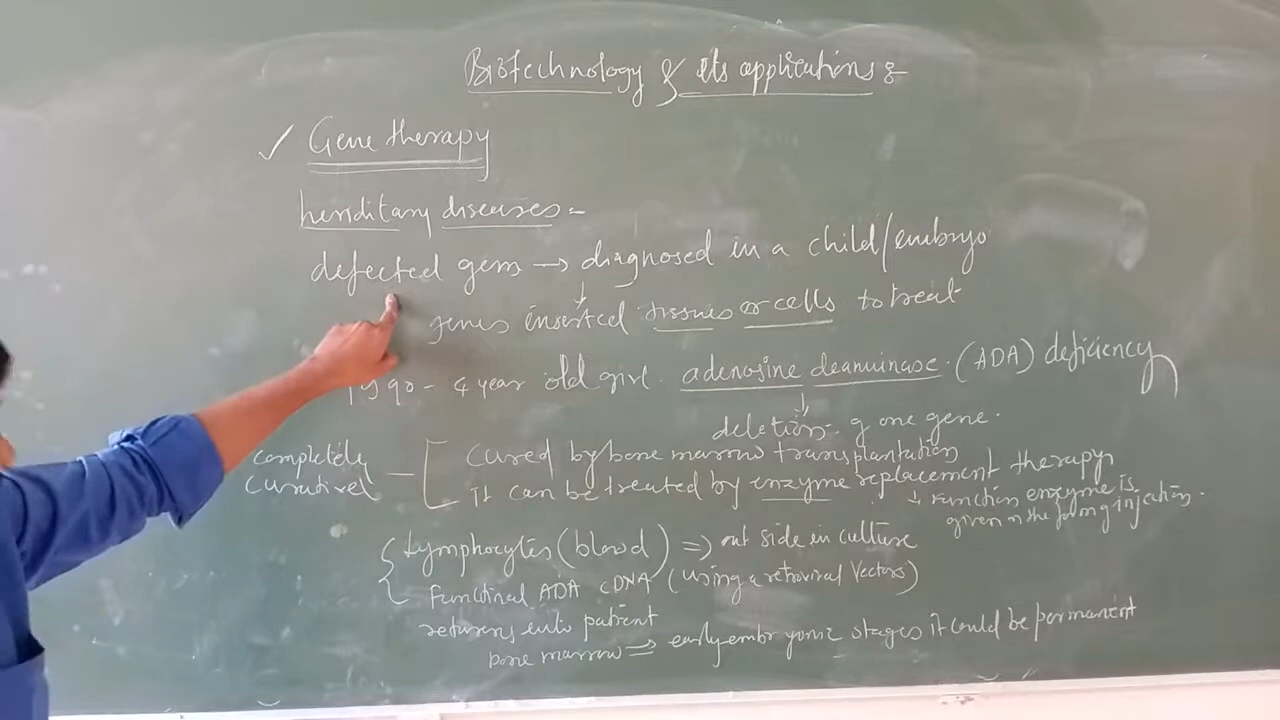 Biotechnology & its applications :-
✓ Gene therapy
heriditary diseases -
defected gens → diagnosed in a child/embryo
↓
genes inserted tissues or cells to treat
1990 - 4 year old girl. adenosine deaminase. (ADA) deficiency
↓
deletion of one gene.
completely curative
Cured by bone marrow transplantation
It can be treated by enzyme replacement therapy
↓ Function enzyme is
given in the form of injection.
Lymphocytes (blood) ⇒ out side in culture
Functinal ADA cDNA (using a retroviral Vectors)
returens into patient
bone marrow ⇒ early embryonic stages it could be permanent